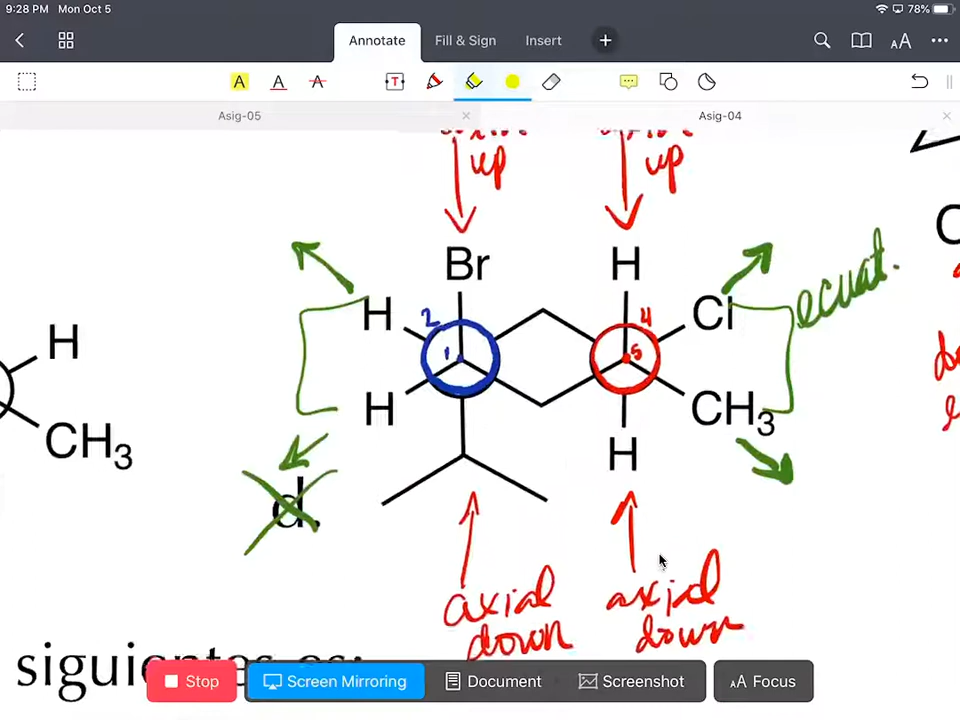 9:28 PM Mon Oct 5
78%
Annotate
Fill & Sign
Insert
AA
A A A T
Asig-05
Asig-04
up
up
Br
H
H
Cl
ecuat.
2
4
1
5
H
CH3
H
CH3
H
d.
axial
down
axial
down
siguientes es:
Stop
Screen Mirroring
Document
Screenshot
AA Focus